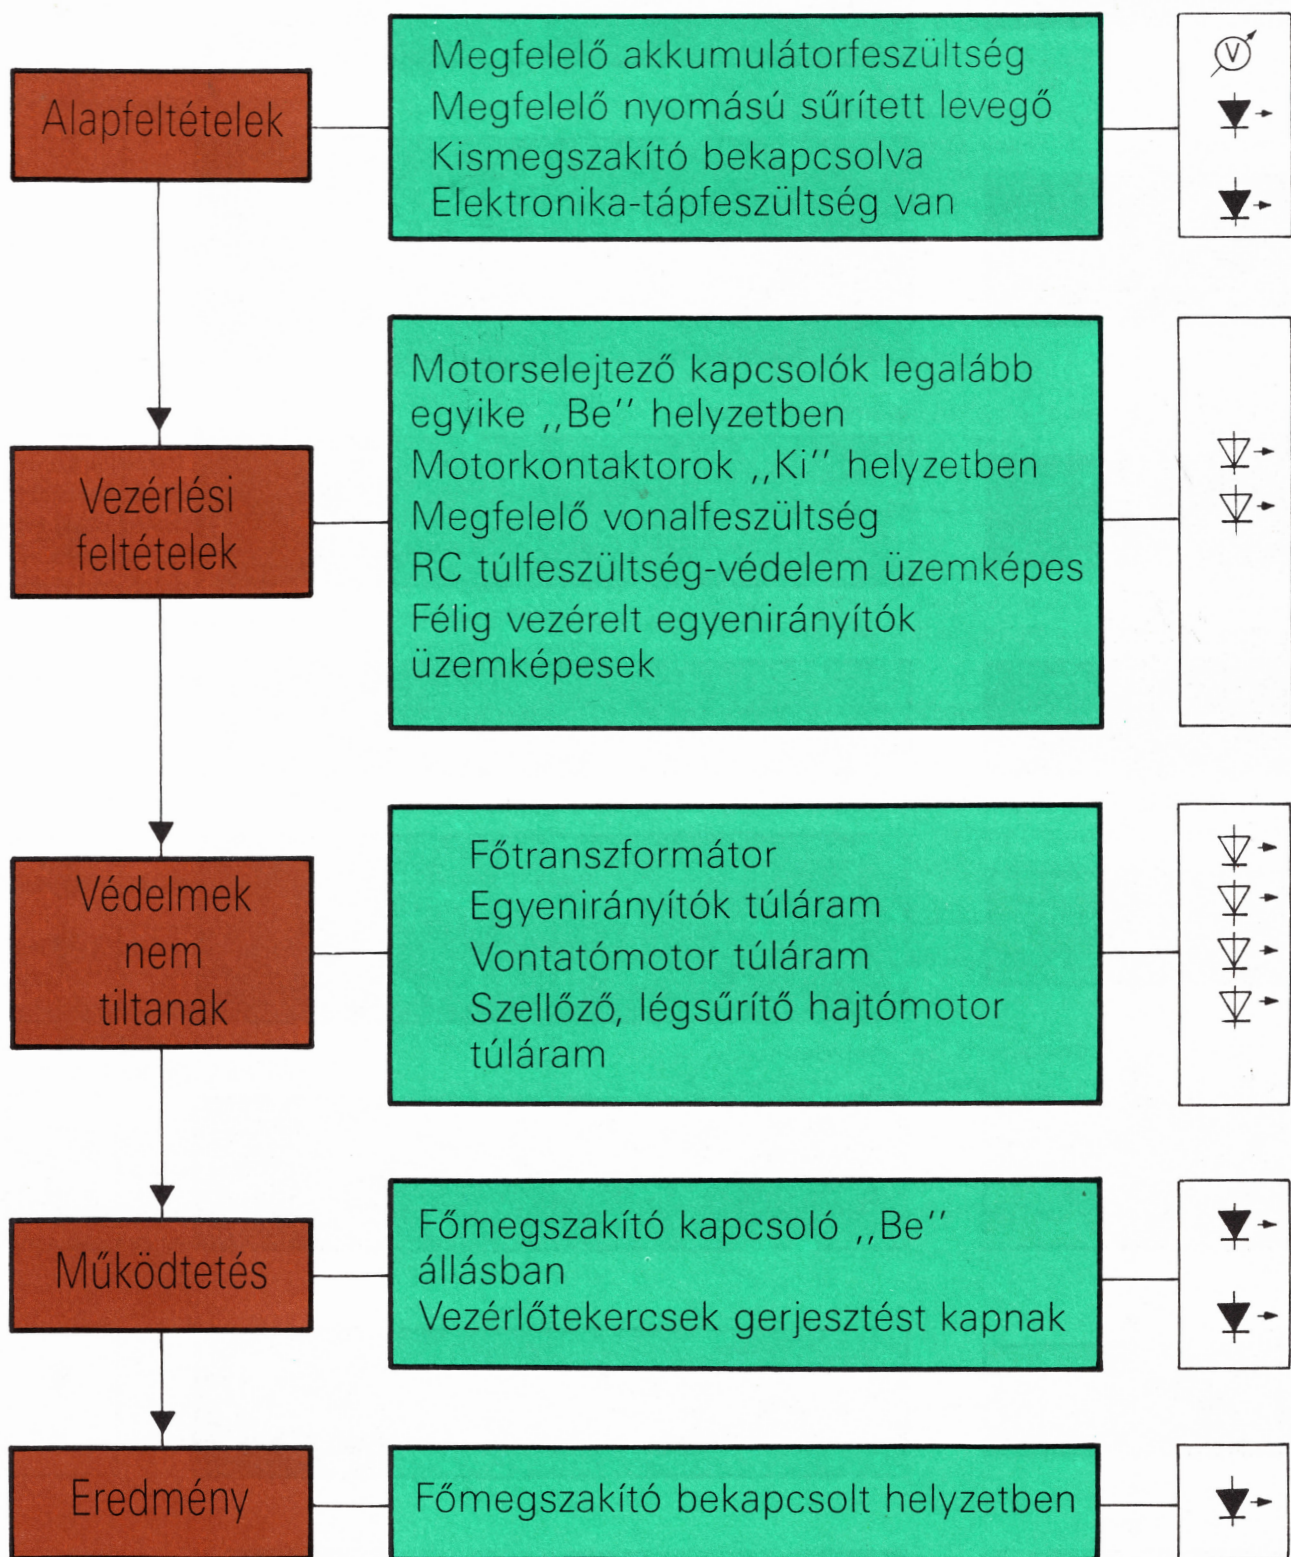 Alapfeltételek
Megfelelő akkumulátorfeszültség
Megfelelő nyomású sűrített levegő
Kismegszakító bekapcsolva
Elektronika-tápfeszültség van
V
Vezérlési
feltételek
Motorselejtező kapcsolók legalább
egyike ,,Be'' helyzetben
Motorkontaktorok ,,Ki'' helyzetben
Megfelelő vonalfeszültség
RC túlfeszültség-védelem üzemképes
Félig vezérelt egyenirányítók
üzemképesek
Védelmek
nem
tiltanak
Főtranszformátor
Egyenirányítók túláram
Vontatómotor túláram
Szellőző, légsűrítő hajtómotor
túláram
Működtetés
Főmegszakító kapcsoló ,,Be''
állásban
Vezérlőtekercsek gerjesztést kapnak
Eredmény
Főmegszakító bekapcsolt helyzetben